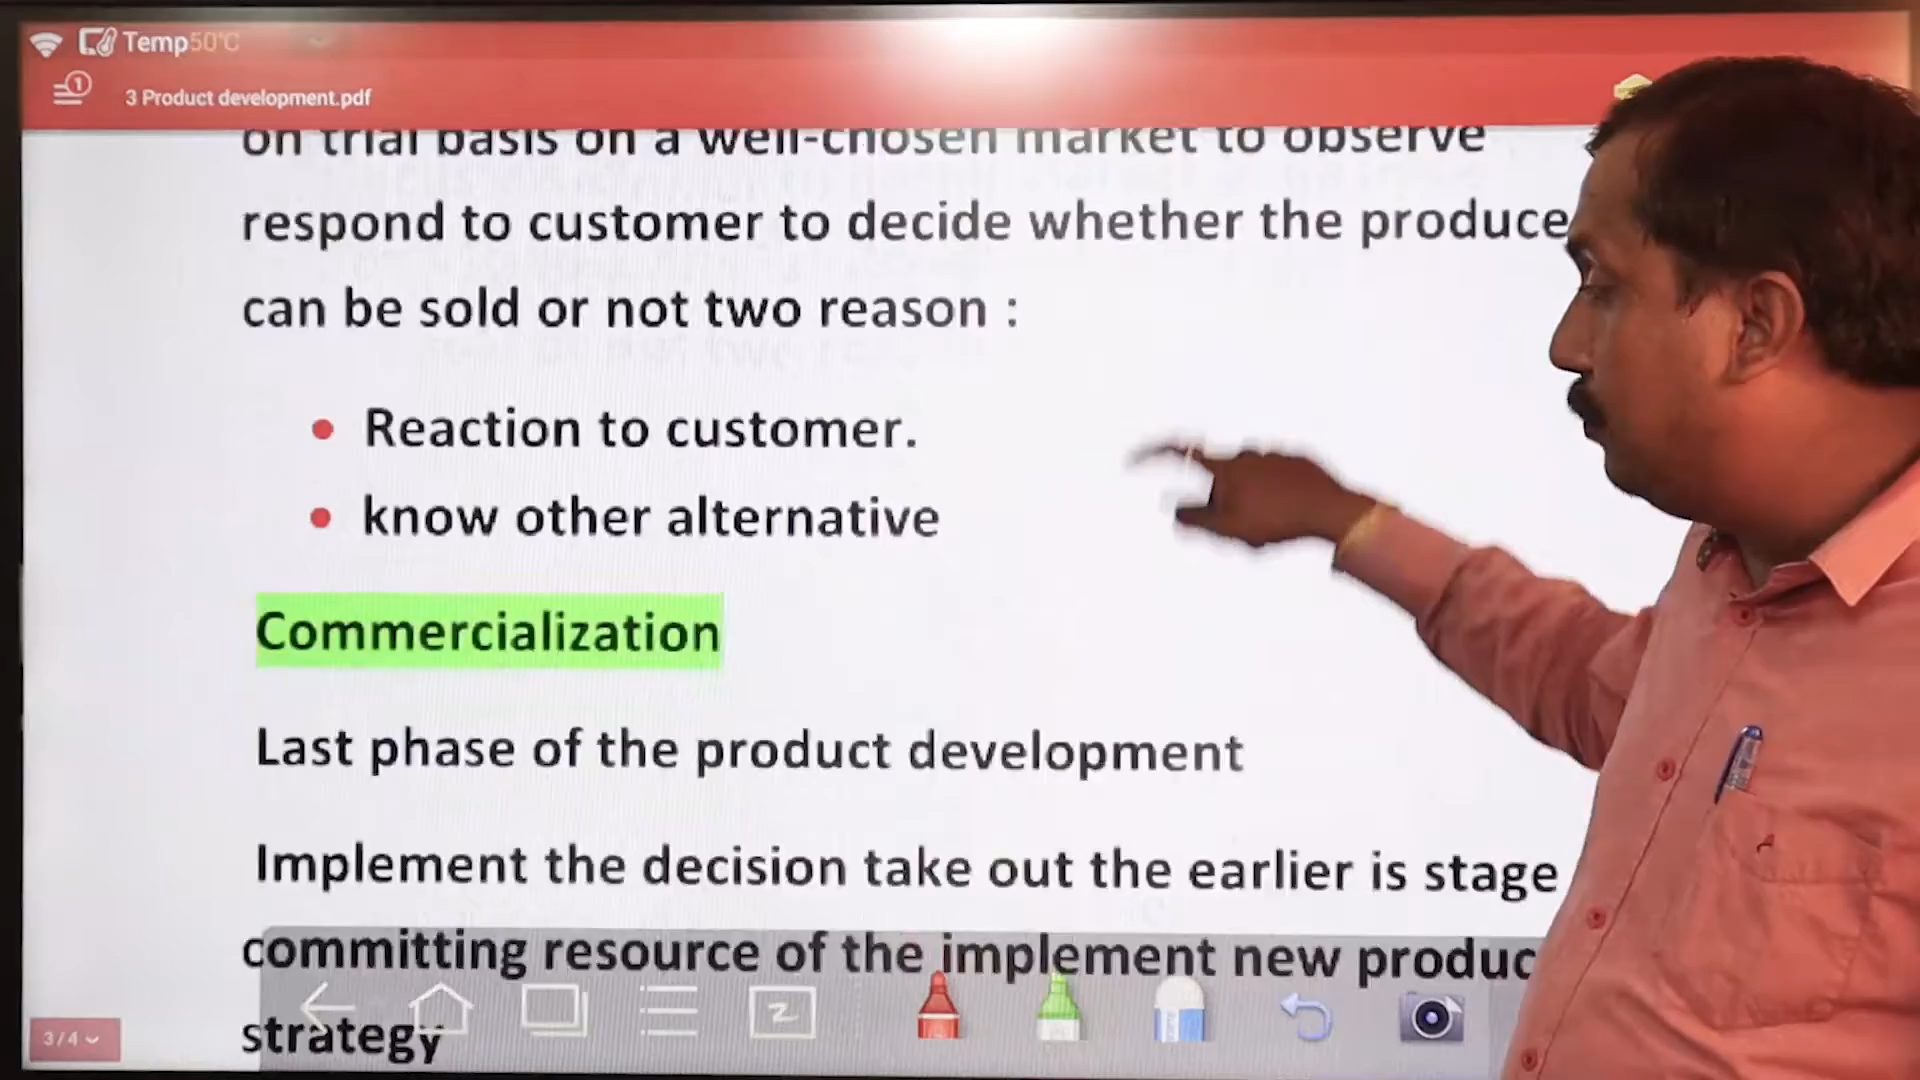 Temp50°C
1
3 Product development.pdf
on trial basis on a well-chosen market to observe
respond to customer to decide whether the produce
can be sold or not two reason :
• Reaction to customer.
• know other alternative
Commercialization
Last phase of the product development
Implement the decision take out the earlier is stage
committing resource of the implement new produc
strategy
3/4